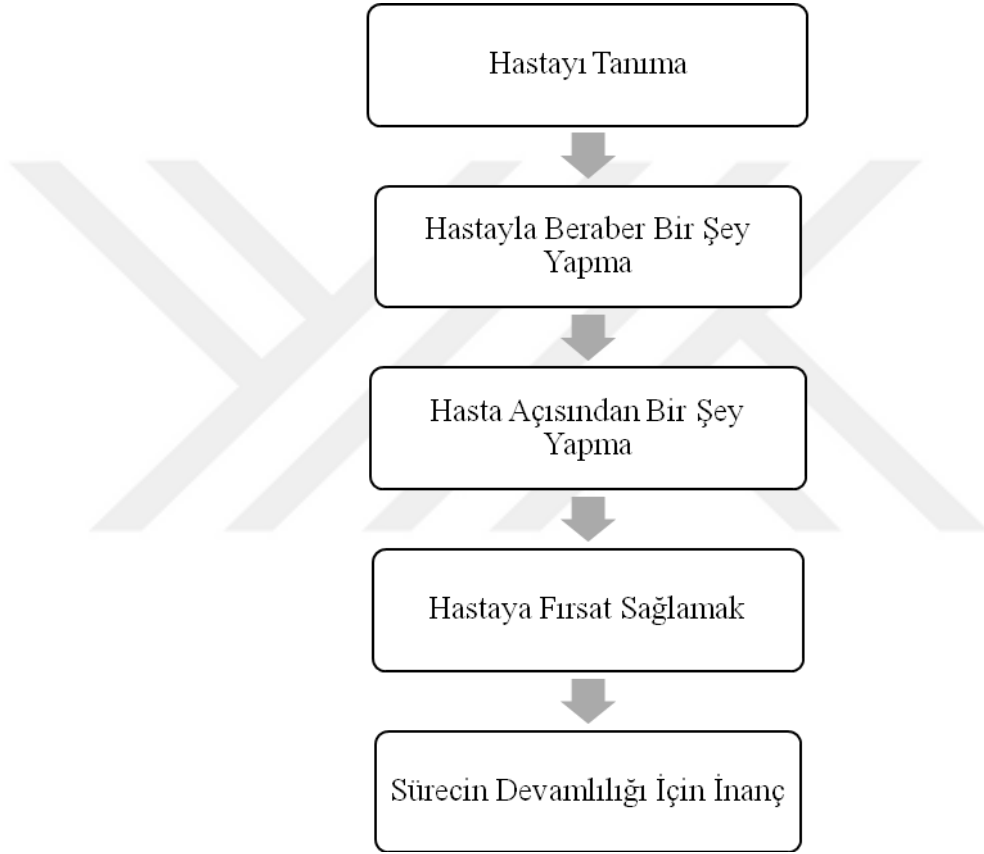 Hastayı Tanıma
Hastayla Beraber Bir Şey
Yapma
Hasta Açısından Bir Şey
Yapma
Hastaya Fırsat Sağlamak
Sürecin Devamlılığı İçin İnanç